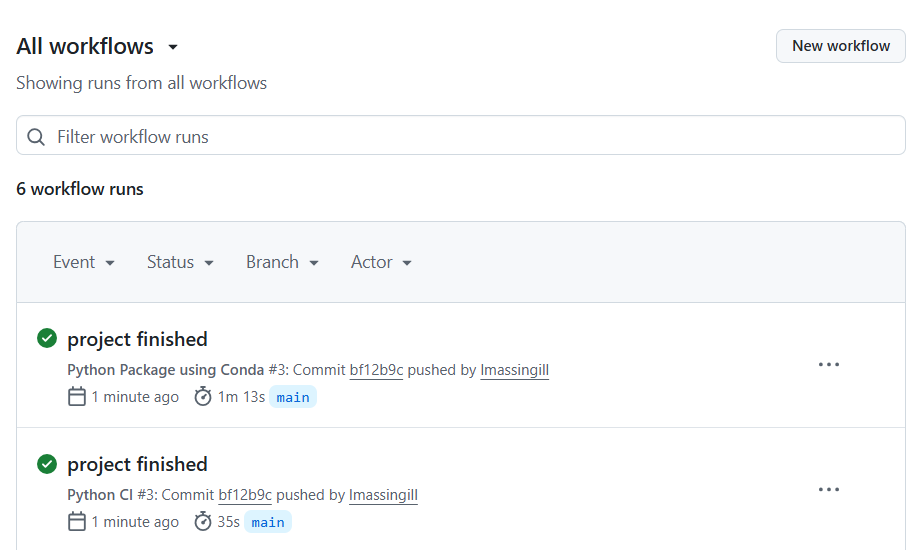 All workflows
New workflow
Showing runs from all workflows
Filter workflow runs
6 workflow runs
Event Status Branch Actor
project finished
Python Package using Conda #3: Commit bf12b9c pushed by lmassingill
1 minute ago 1m 13s main
project finished
Python CI #3: Commit bf12b9c pushed by lmassingill
1 minute ago 35s main